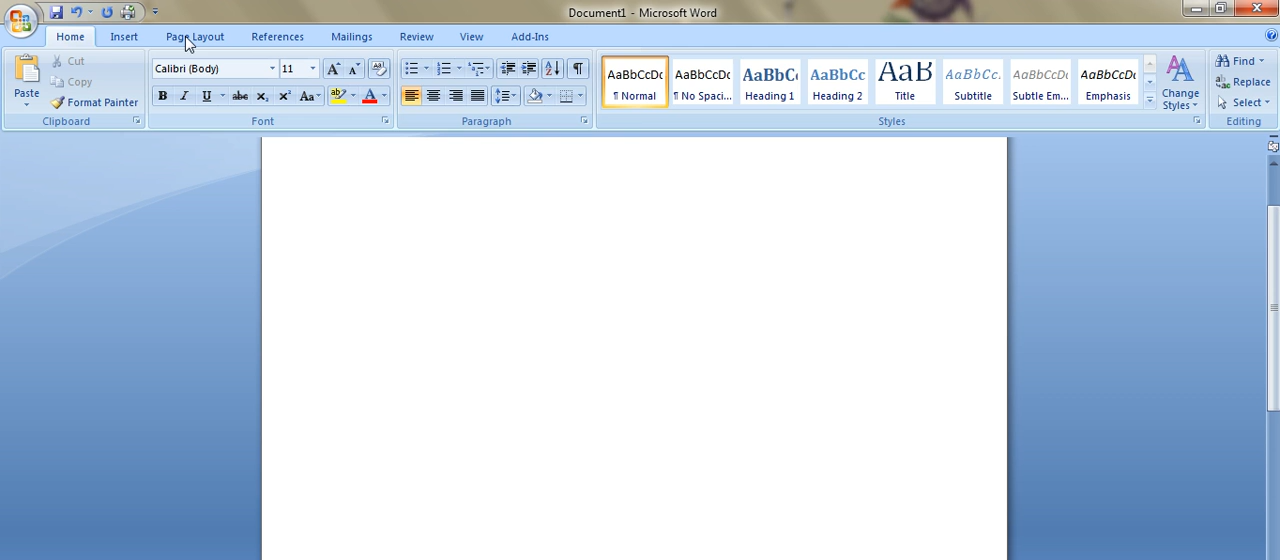 Document1 - Microsoft Word
Home Insert Page Layout References Mailings Review View Add-Ins
Paste Cut Copy Format Painter
Clipboard
Calibri (Body) 11
B I U abc X₂ X² Aa
Font
A Z
Paragraph
AaBbCcDc AaBbCcDc AaBbC AaBbCc AaB AaBbCc. AaBbCcDc AaBbCcDc
¶ Normal ¶ No Spaci... Heading 1 Heading 2 Title Subtitle Subtle Em... Emphasis
Change Styles
Styles
Find
Replace
Select
Editing